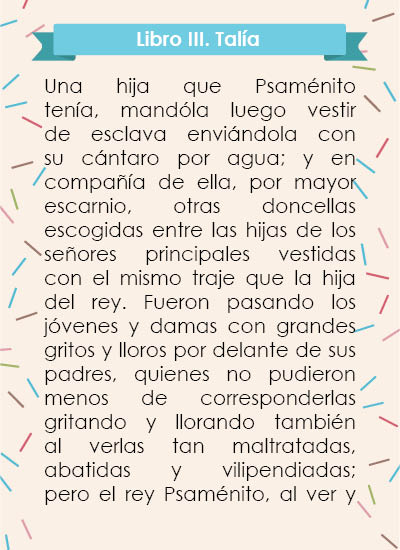 Libro III. Talía
Una hija que Psaménito
tenía, mandóla luego vestir
de esclava enviándola con
su cántaro por agua; y en
compañía de ella, por mayor
escarnio, otras doncellas
escogidas entre las hijas de los
señores principales vestidas
con el mismo traje que la hija
del rey. Fueron pasando los
jóvenes y damas con grandes
gritos y lloros por delante de sus
padres, quienes no pudieron
menos de corresponderlas
gritando y llorando también
al verlas tan maltratadas,
abatidas y vilipendiadas;
pero el rey Psaménito, al ver y